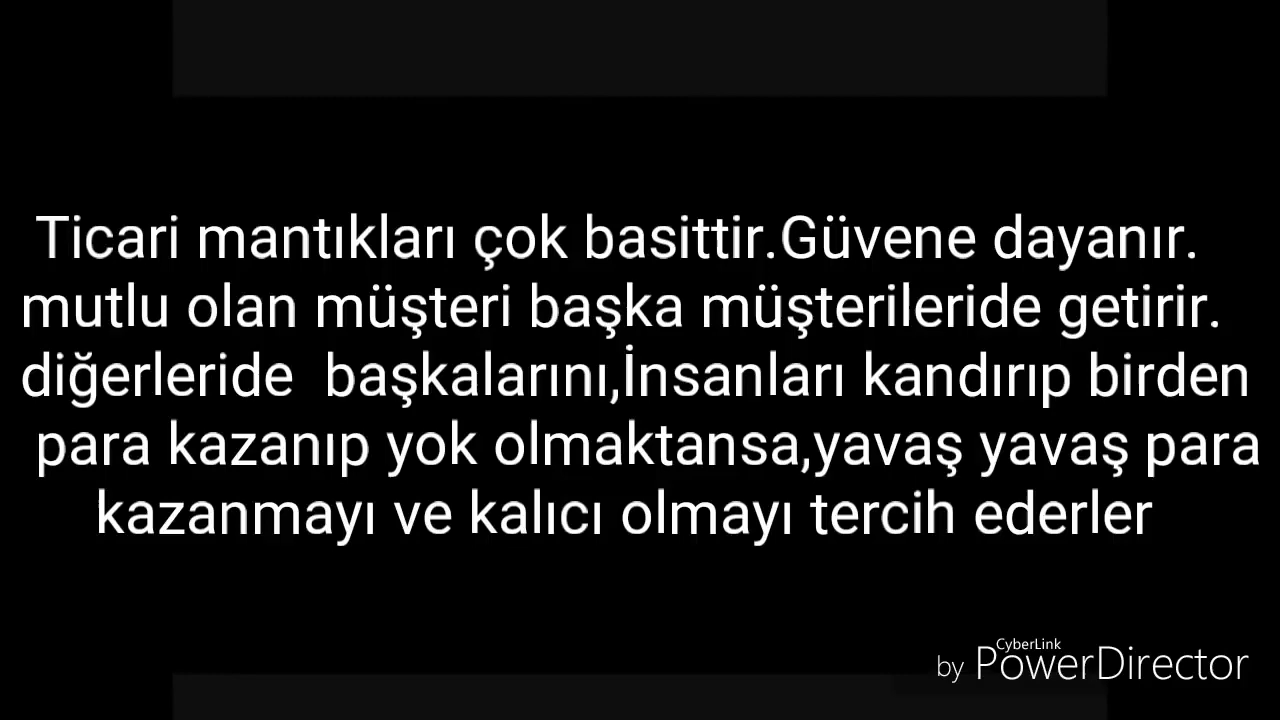 Ticari mantıkları çok basittir.Güvene dayanır.
mutlu olan müşteri başka müşterileride getirir.
diğerleride  başkalarını,İnsanları kandırıp birden
para kazanıp yok olmaktansa,yavaş yavaş para
kazanmayı ve kalıcı olmayı tercih ederler
CyberLink
by PowerDirector